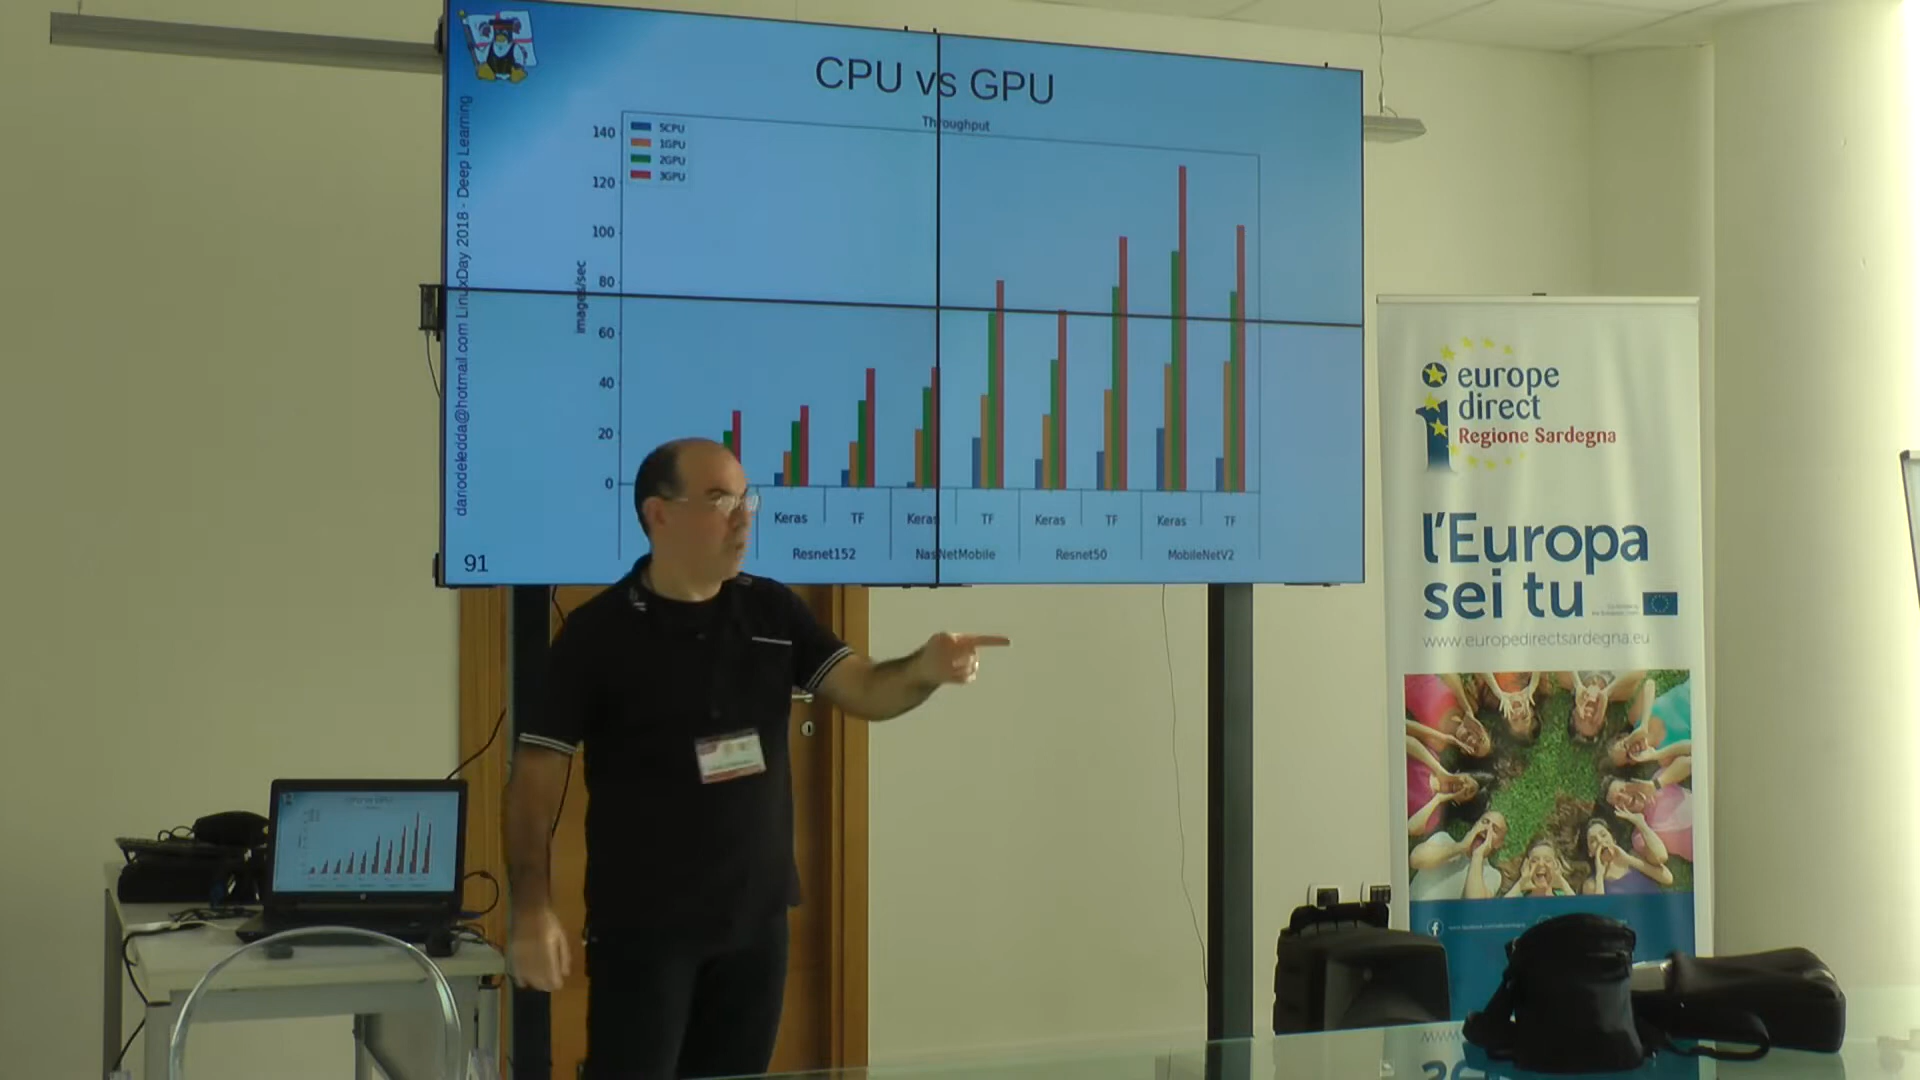 CPU vs GPU
Throughput
140
120
100
80
60
40
20
0
images/sec
5CPU
1GPU
2GPU
3GPU
Keras
TF
Keras
TF
Keras
TF
Keras
TF
Resnet152
NasNetMobile
Resnet50
MobileNetV2
dariodeledda@hotmail.com LinuxDay 2018 - Deep Learning
91
europe
direct
Regione Sardegna
l'Europa
sei tu
www.europedirectsardegna.eu